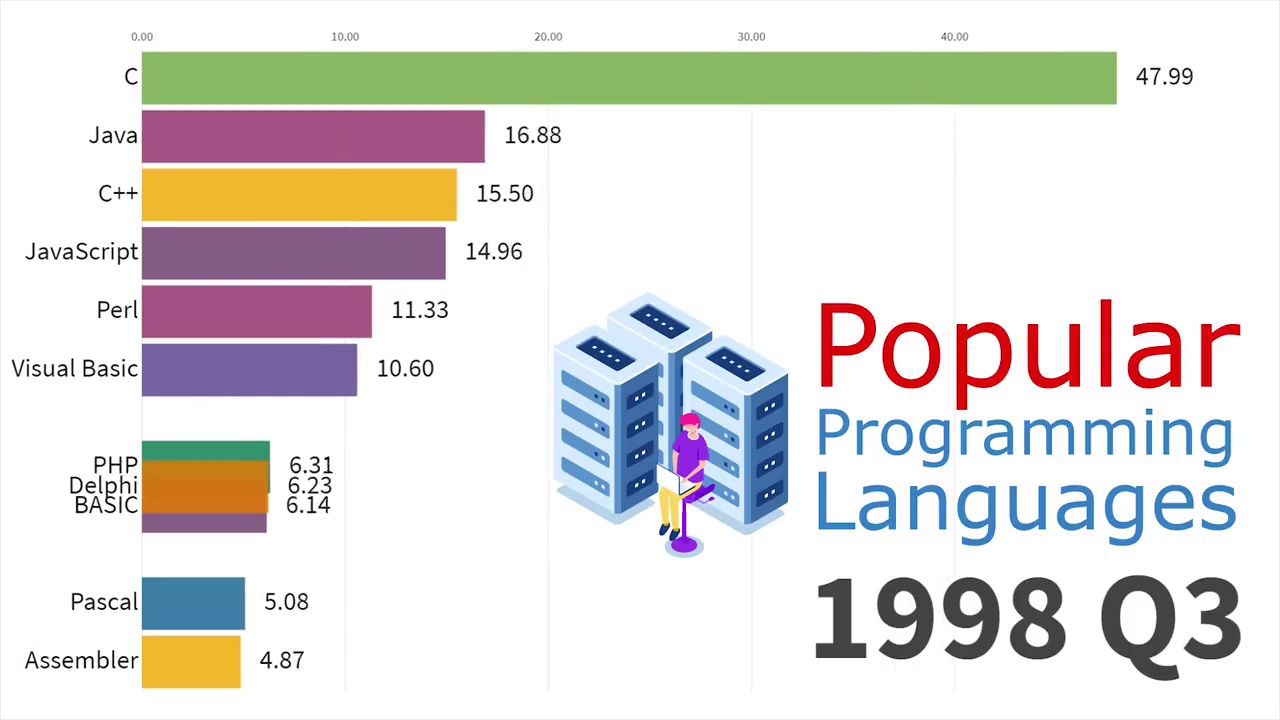 0.00 10.00 20.00 30.00 40.00
C 47.99
Java 16.88
C++ 15.50
JavaScript 14.96
Perl 11.33
Visual Basic 10.60
PHP 6.31
Delphi 6.23
BASIC 6.14
Pascal 5.08
Assembler 4.87
Popular
Programming
Languages
1998 Q3